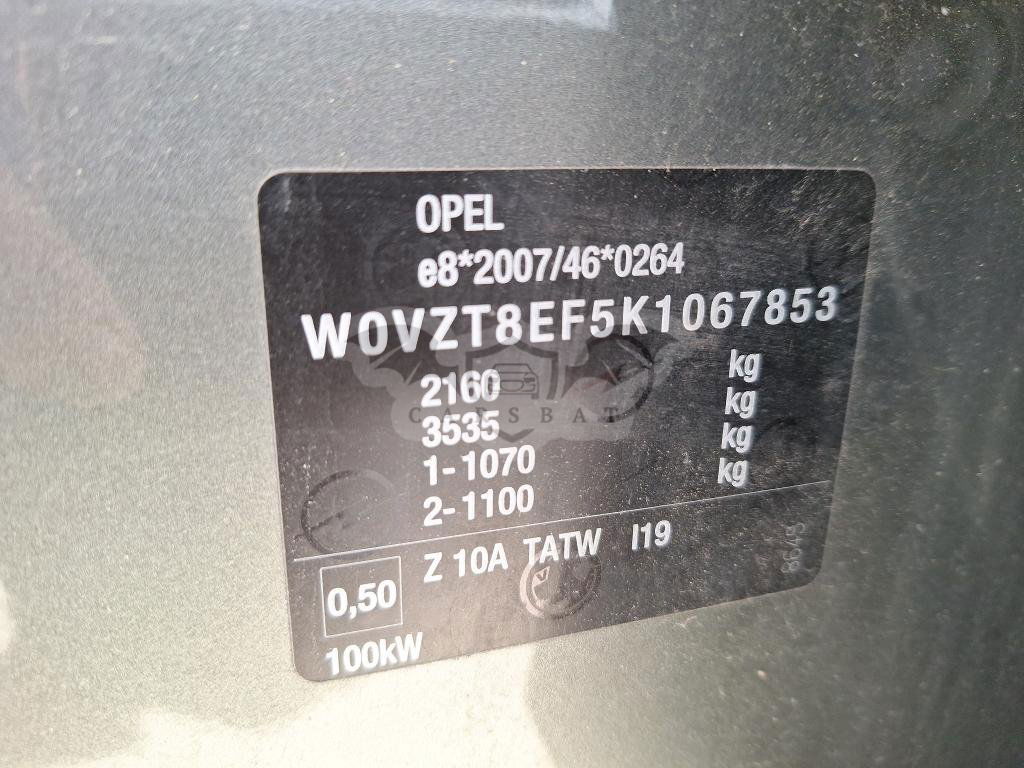 OPEL
e8*2007/46*0264
W0VZT8EF5K1067853
2160 kg
3535 kg
1-1070 kg
2-1100 kg
Z 10A TATW I19
0,50
100kW
CARSBAT